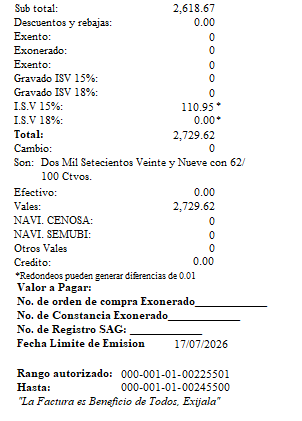 Sub total: 2,618.67
Descuentos y rebajas: 0.00
Exento: 0
Exonerado: 0
Exento: 0
Gravado ISV 15%: 0
Gravado ISV 18%: 0
I.S.V 15%: 110.95 *
I.S.V 18%: 0.00 *
Total: 2,729.62
Cambio: 0
Son: Dos Mil Setecientos Veinte y Nueve con 62/
100 Ctvos.
Efectivo: 0.00
Vales: 2,729.62
NAVI. CENOSA: 0
NAVI. SEMUBI: 0
Otros Vales 0
Credito: 0.00
*Redondeos pueden generar diferencias de 0.01
Valor a Pagar:
No. de orden de compra Exonerado____________
No. de Constancia Exonerado____________
No. de Registro SAG: ____________
Fecha Limite de Emision 17/07/2026
Rango autorizado: 000-001-01-00225501
Hasta: 000-001-01-00245500
"La Factura es Beneficio de Todos, Exijala"